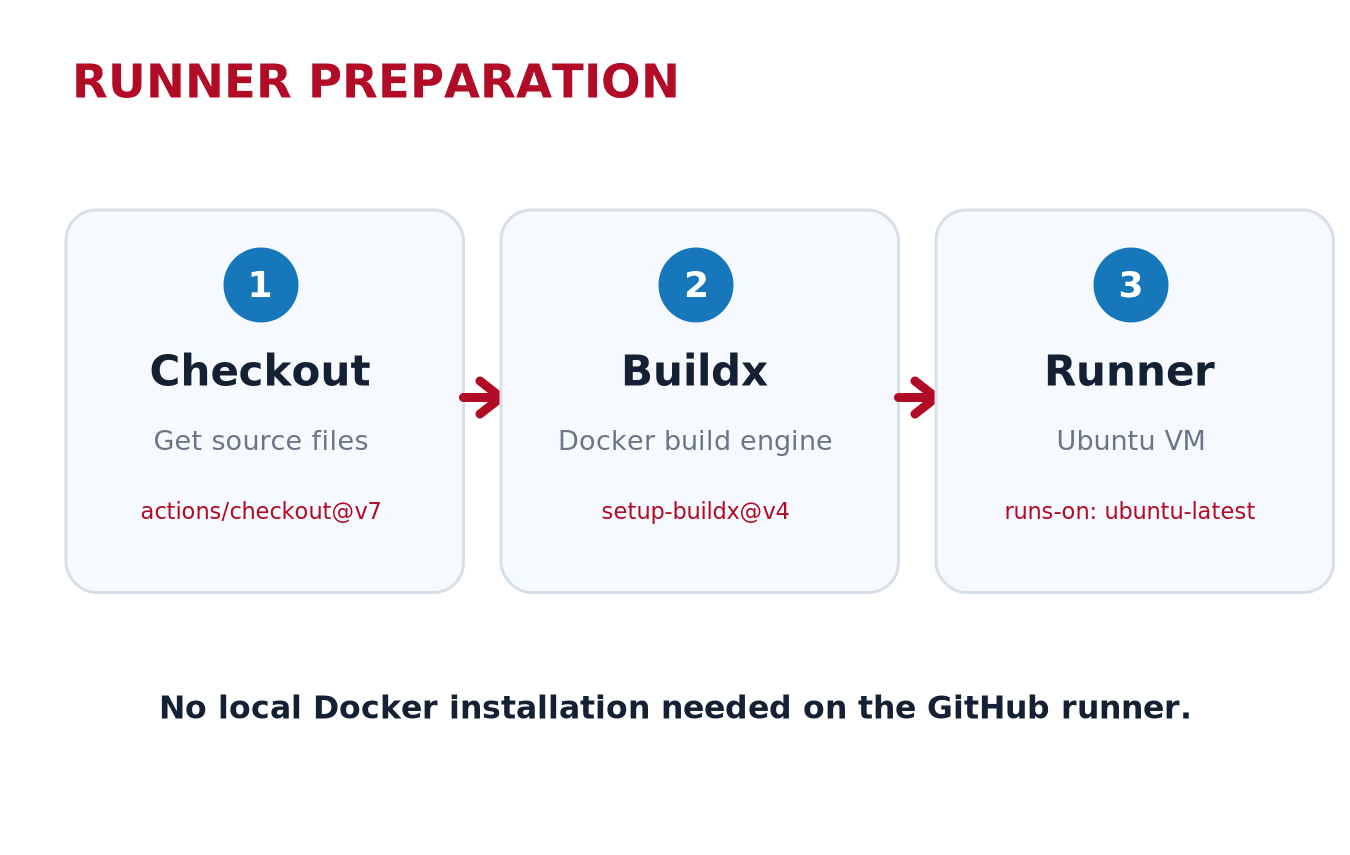 RUNNER PREPARATION
1
Checkout
Get source files
actions/checkout@v7
2
Buildx
Docker build engine
setup-buildx@v4
3
Runner
Ubuntu VM
runs-on: ubuntu-latest
No local Docker installation needed on the GitHub runner.